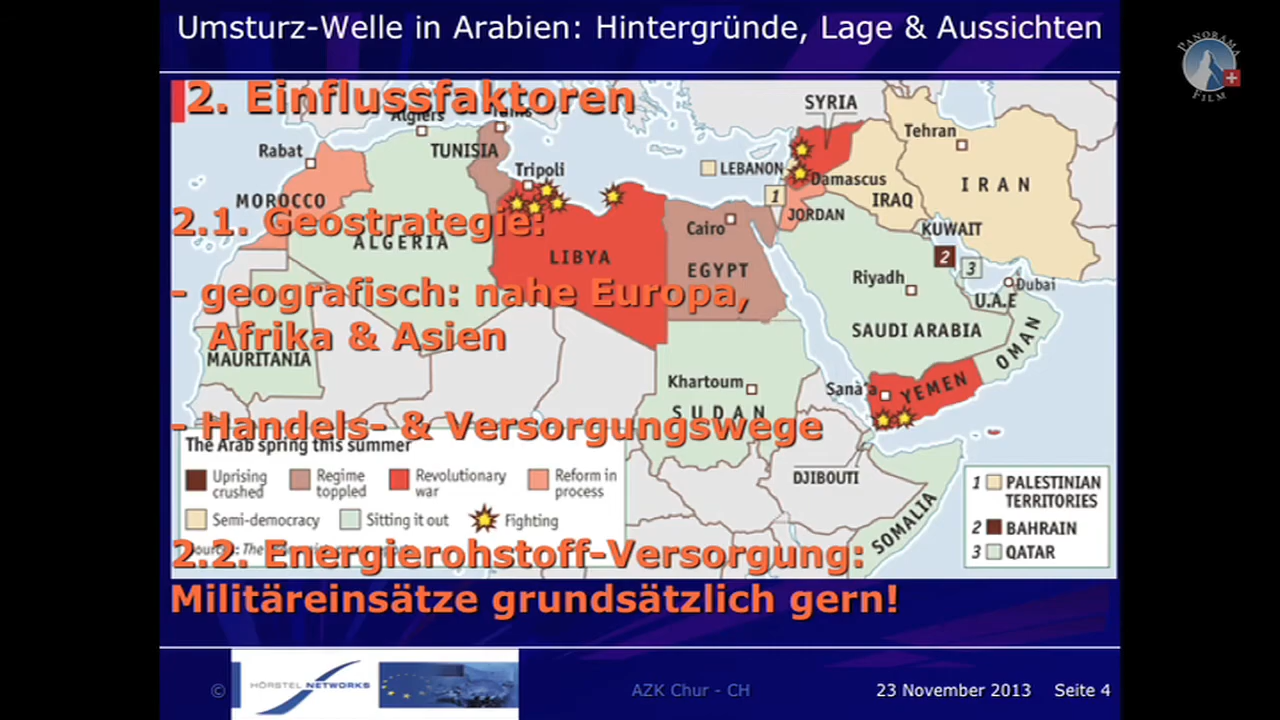 Umsturz-Welle in Arabien: Hintergründe, Lage & Aussichten
PANORAMA
FILM
2. Einflussfaktoren
SYRIA
Algiers
Tunis
Tehran
Rabat
TUNISIA
Tripoli
LEBANON
Damascus
IRAN
MOROCCO
1
IRAQ
2.1. Geostrategie:
JORDAN
Cairo
KUWAIT
ALGERIA
LIBYA
EGYPT
2
3
Riyadh
Dubai
- geografisch: nahe Europa,
U.A.E
Afrika & Asien
SAUDI ARABIA
OMAN
MAURITANIA
Khartoum
Sanà'a
YEMEN
SUDAN
- Handels- & Versorgungswege
The Arab spring this summer
Uprising crushed
Regime toppled
Revolutionary war
Reform in process
Semi-democracy
Sitting it out
Fighting
DJIBOUTI
SOMALIA
1 PALESTINIAN
TERRITORIES
2 BAHRAIN
3 QATAR
2.2. Energierohstoff-Versorgung:
Militäreinsätze grundsätzlich gern!
© HÖRSTEL NETWORKS
AZK Chur - CH
23 November 2013 Seite 4